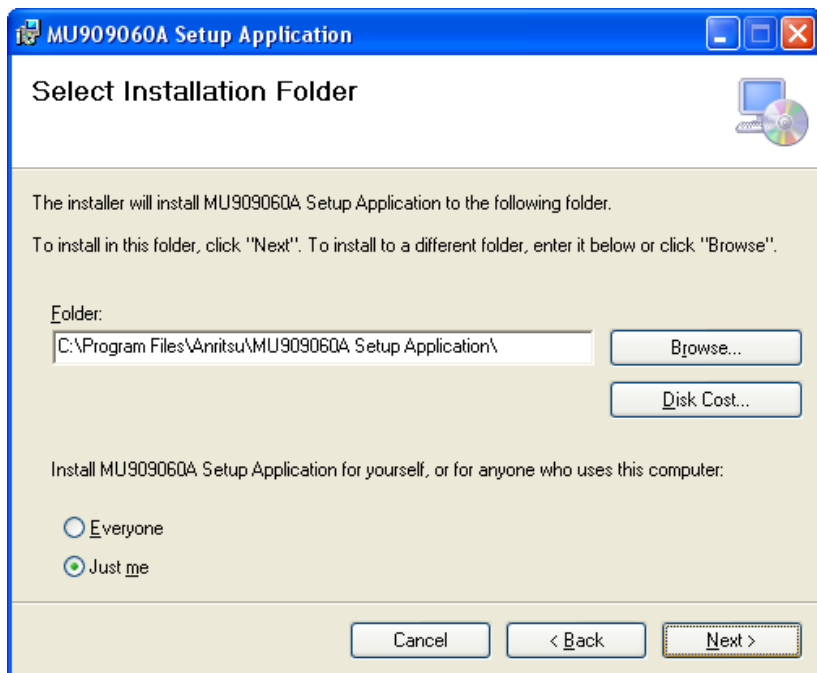 MU909060A Setup Application
Select Installation Folder
The installer will install MU909060A Setup Application to the following folder.
To install in this folder, click "Next". To install to a different folder, enter it below or click "Browse".
Folder:
C:\Program Files\Anritsu\MU909060A Setup Application\
Browse...
Disk Cost...
Install MU909060A Setup Application for yourself, or for anyone who uses this computer:
Everyone
Just me
Cancel
< Back
Next >